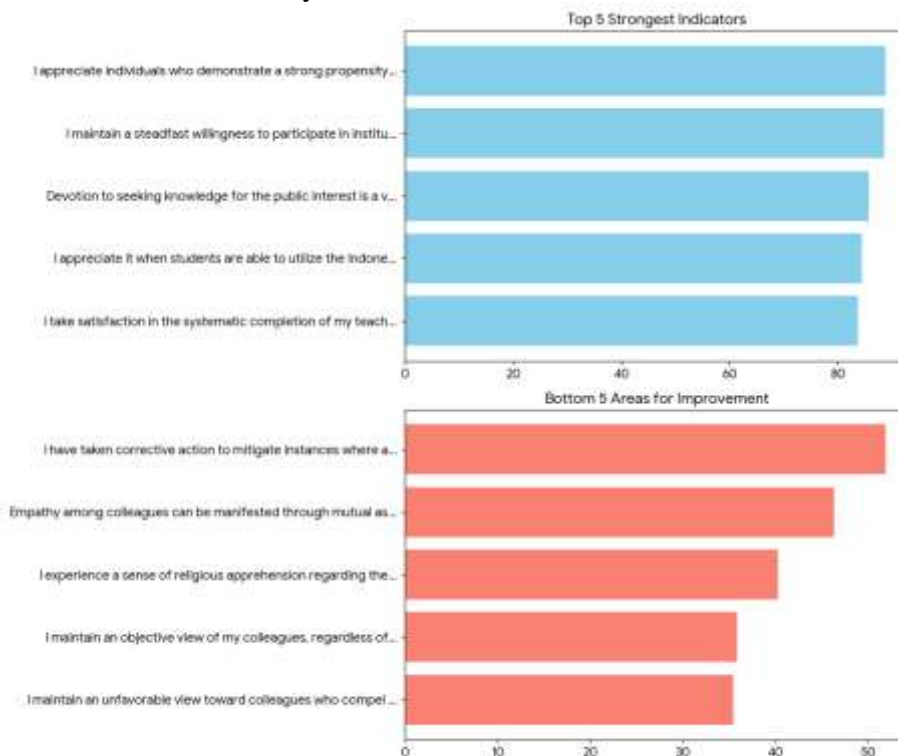 Top 5 Strongest Indicators
I appreciate individuals who demonstrate a strong propensity...
I maintain a steadfast willingness to participate in institu...
Devotion to seeking knowledge for the public interest is a v...
I appreciate it when students are able to utilize the Indone...
I take satisfaction in the systematic completion of my teach...
0 20 40 60 80
Bottom 5 Areas for Improvement
I have taken corrective action to mitigate instances where a...
Empathy among colleagues can be manifested through mutual as...
I experience a sense of religious apprehension regarding the...
I maintain an objective view of my colleagues, regardless of...
I maintain an unfavorable view toward colleagues who compel ...
0 10 20 30 40 50